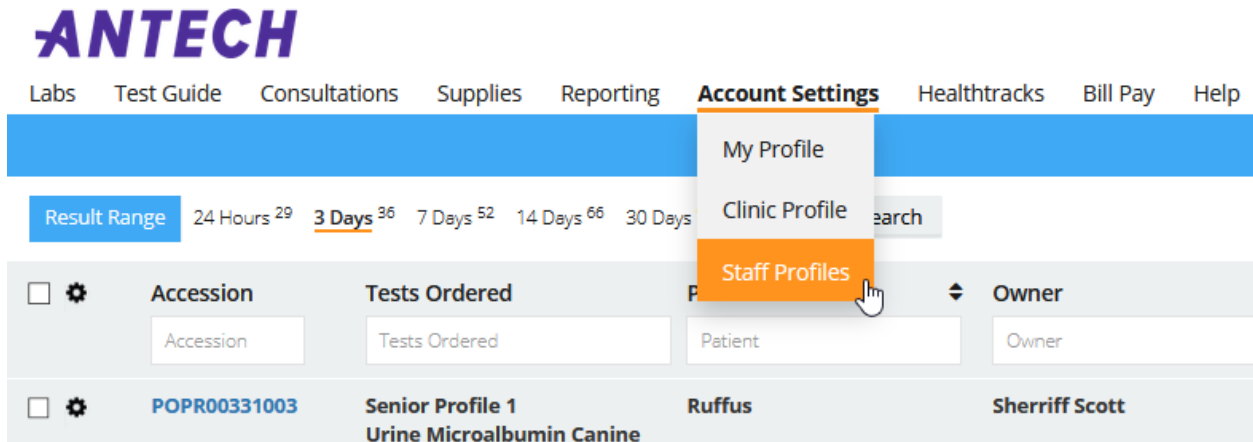 ANTECH
Labs Test Guide Consultations Supplies Reporting Account Settings Healthtracks Bill Pay Help
My Profile
Clinic Profile
Staff Profiles
Result Range 24 Hours 29 3 Days 36 7 Days 52 14 Days 66 30 Days earch
Accession Tests Ordered P Owner
Accession Tests Ordered Patient Owner
POPR00331003 Senior Profile 1 Ruffus Sherriff Scott
Urine Microalbumin Canine